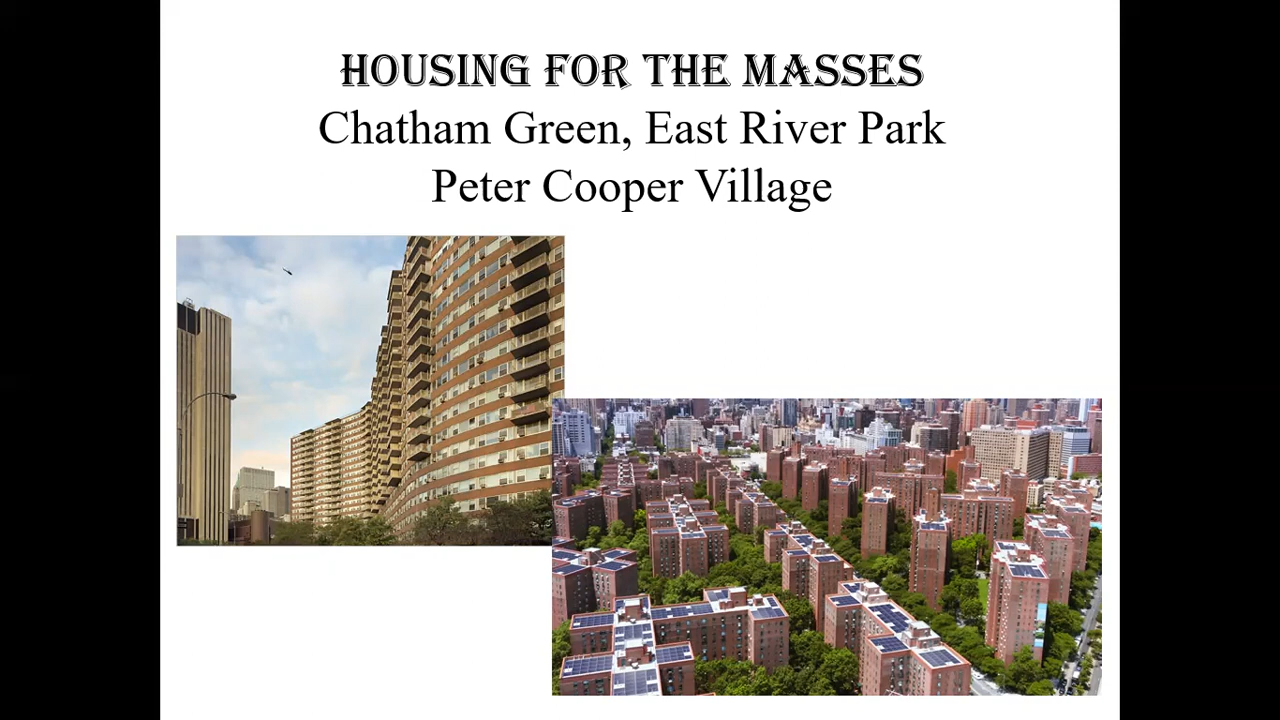 HOUSING FOR THE MASSES
Chatham Green, East River Park
Peter Cooper Village